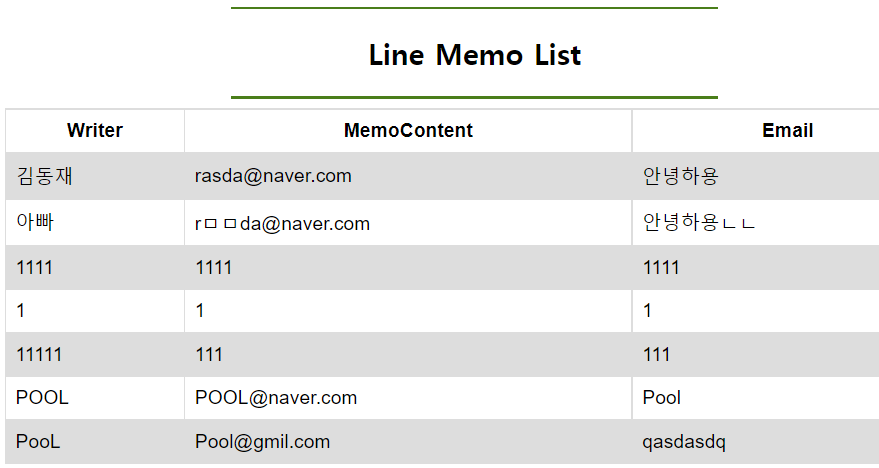 Line Memo List
Writer MemoContent Email
김동재 rasda@naver.com 안녕하용
아빠 rㅁㅁda@naver.com 안녕하용ㄴㄴ
1111 1111 1111
1 1 1
11111 111 111
POOL POOL@naver.com Pool
PooL Pool@gmil.com qasdasdq